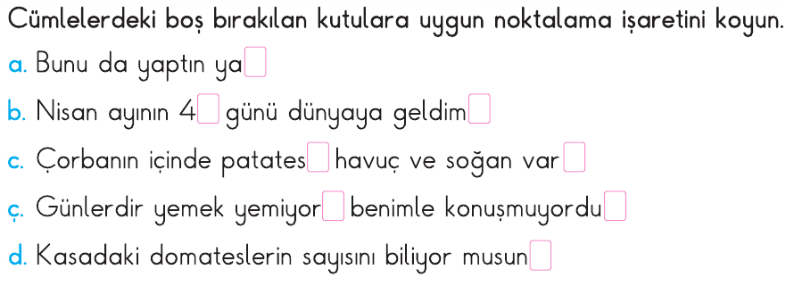 Cümlelerdeki boş bırakılan kutulara uygun noktalama işaretini koyun.
a. Bunu da yaptın ya
b. Nisan ayının 4 günü dünyaya geldim
c. Çorbanın içinde patates havuç ve soğan var
ç. Günlerdir yemek yemiyor benimle konuşmuyordu
d. Kasadaki domateslerin sayısını biliyor musun